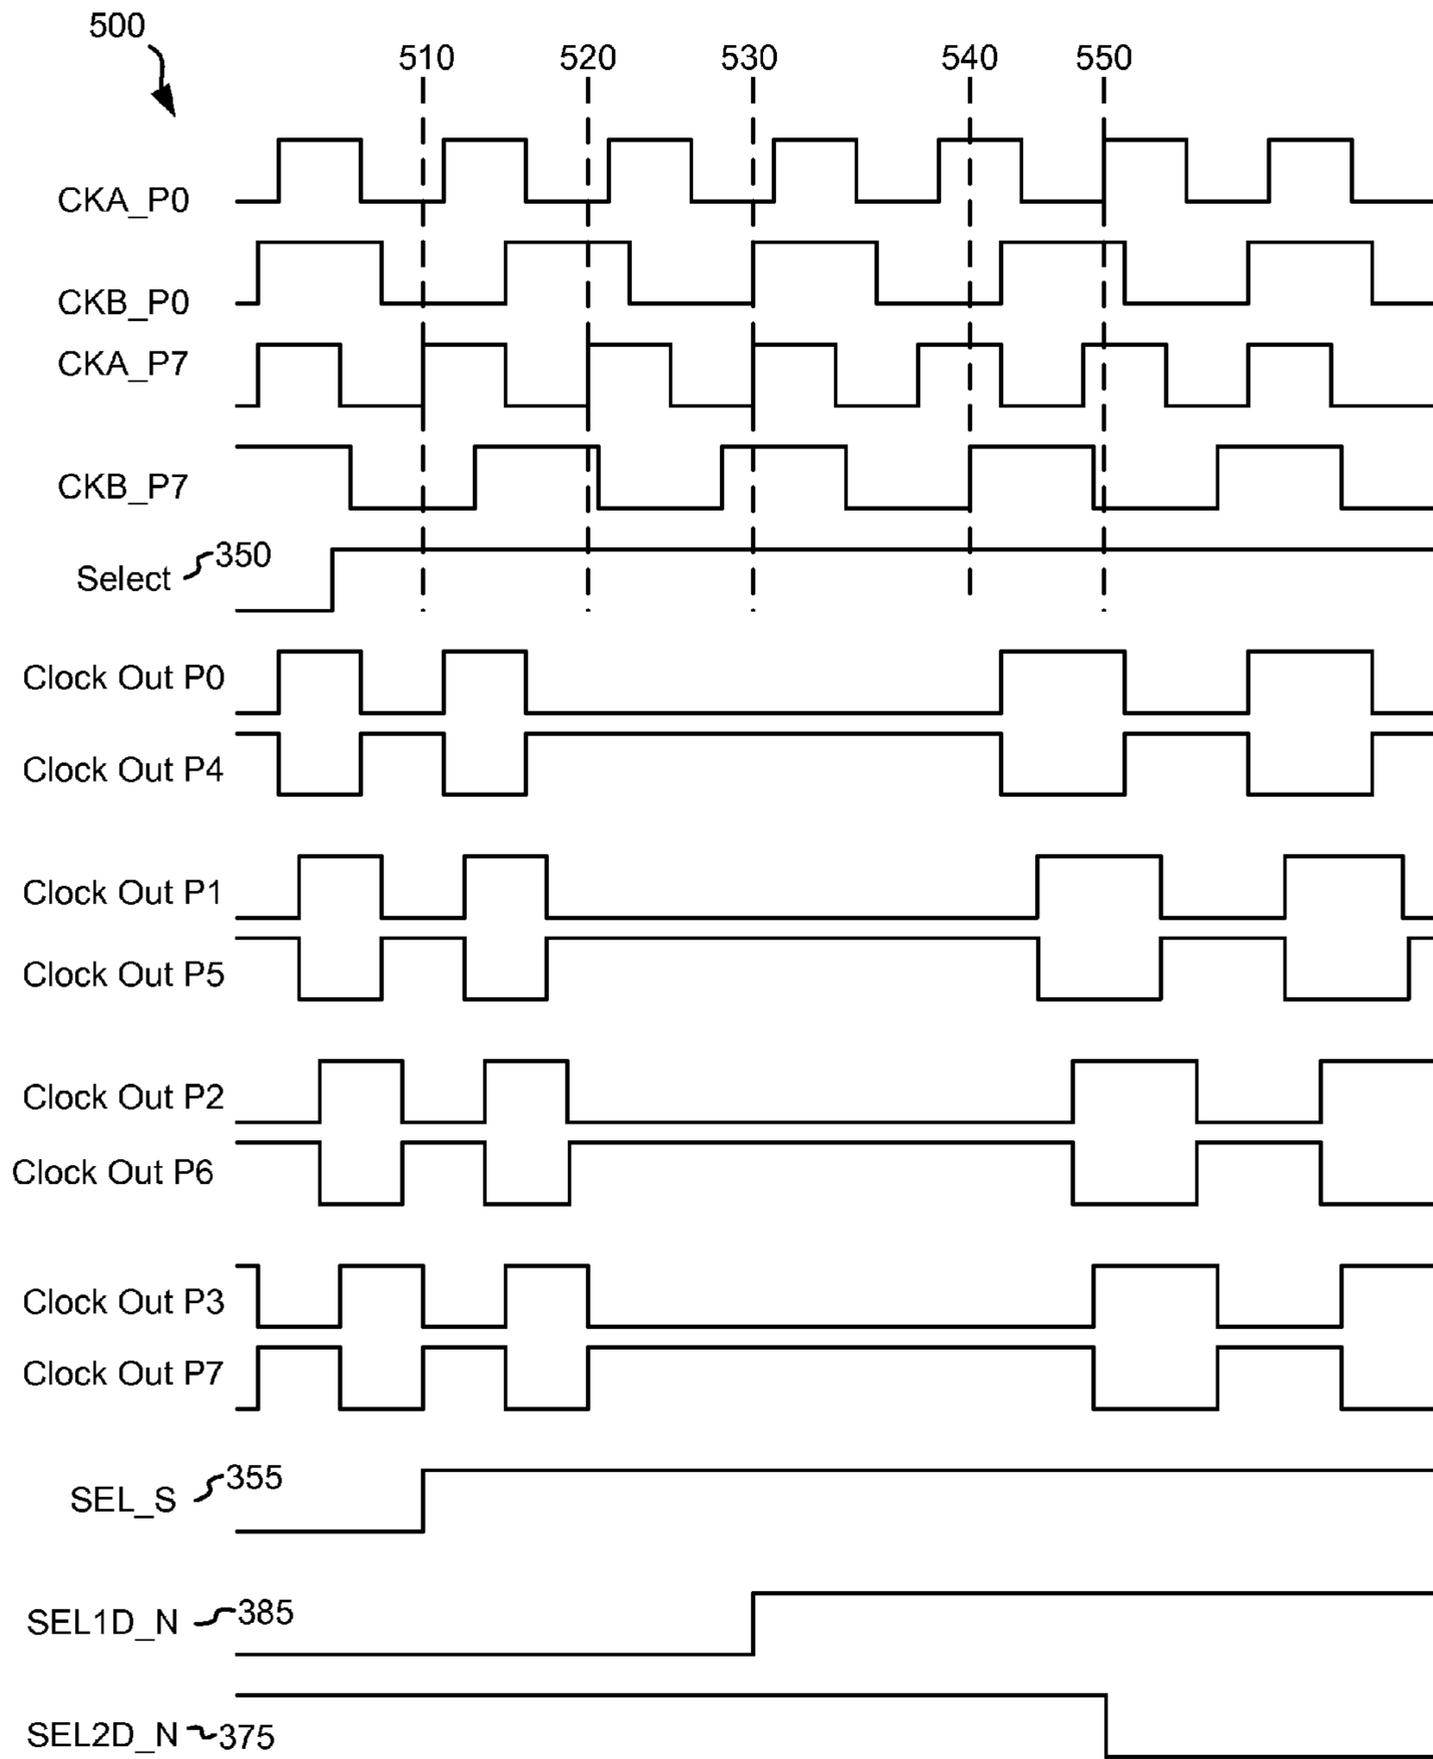 500
510 520 530 540 550
CKA_P0
CKB_P0
CKA_P7
CKB_P7
Select 350
Clock Out P0
Clock Out P4
Clock Out P1
Clock Out P5
Clock Out P2
Clock Out P6
Clock Out P3
Clock Out P7
SEL_S 355
SEL1D_N 385
SEL2D_N 375